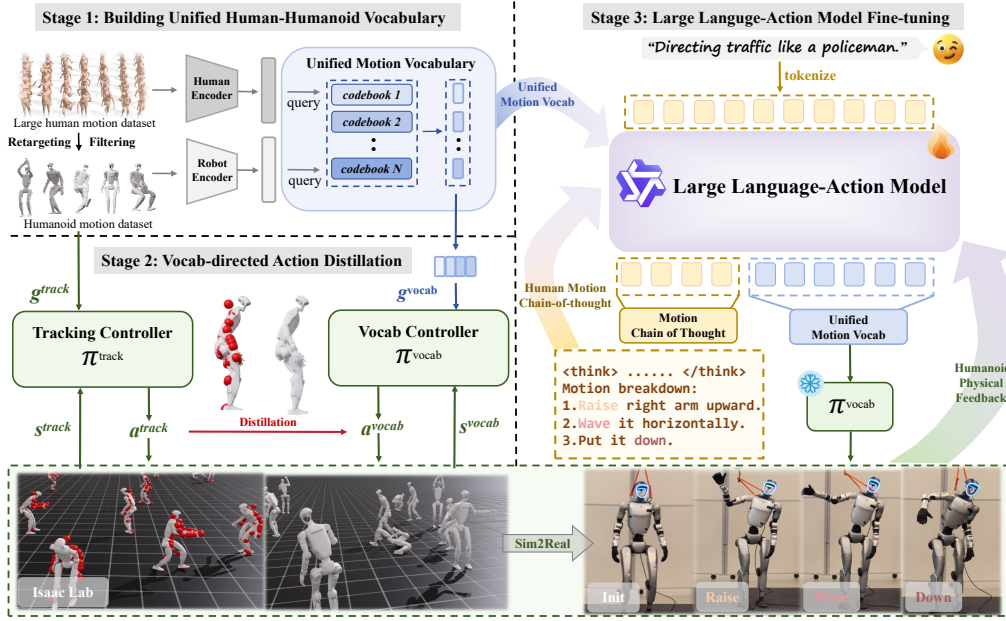 Stage 1: Building Unified Human-Humanoid Vocabulary
Large human motion dataset
Retargeting
Filtering
Humanoid motion dataset
Human
Encoder
Robot
Encoder
query
query
Unified Motion Vocabulary
codebook 1
codebook 2
codebook N
Unified
Motion Vocab
Stage 2: Vocab-directed Action Distillation
g^track
g^vocab
Tracking Controller
π^track
Vocab Controller
π^vocab
s^track
a^track
Distillation
a^vocab
s^vocab
Isaac Lab
Sim2Real
Stage 3: Large Languge-Action Model Fine-tuning
"Directing traffic like a policeman."
tokenize
Large Language-Action Model
Human Motion
Chain-of-thought
Motion
Chain of Thought
Unified
Motion Vocab
<think> ...... </think>
Motion breakdown:
1.Raise right arm upward.
2.Wave it horizontally.
3.Put it down.
π^vocab
Humanoid
Physical
Feedback
Init
Raise
Wave
Down